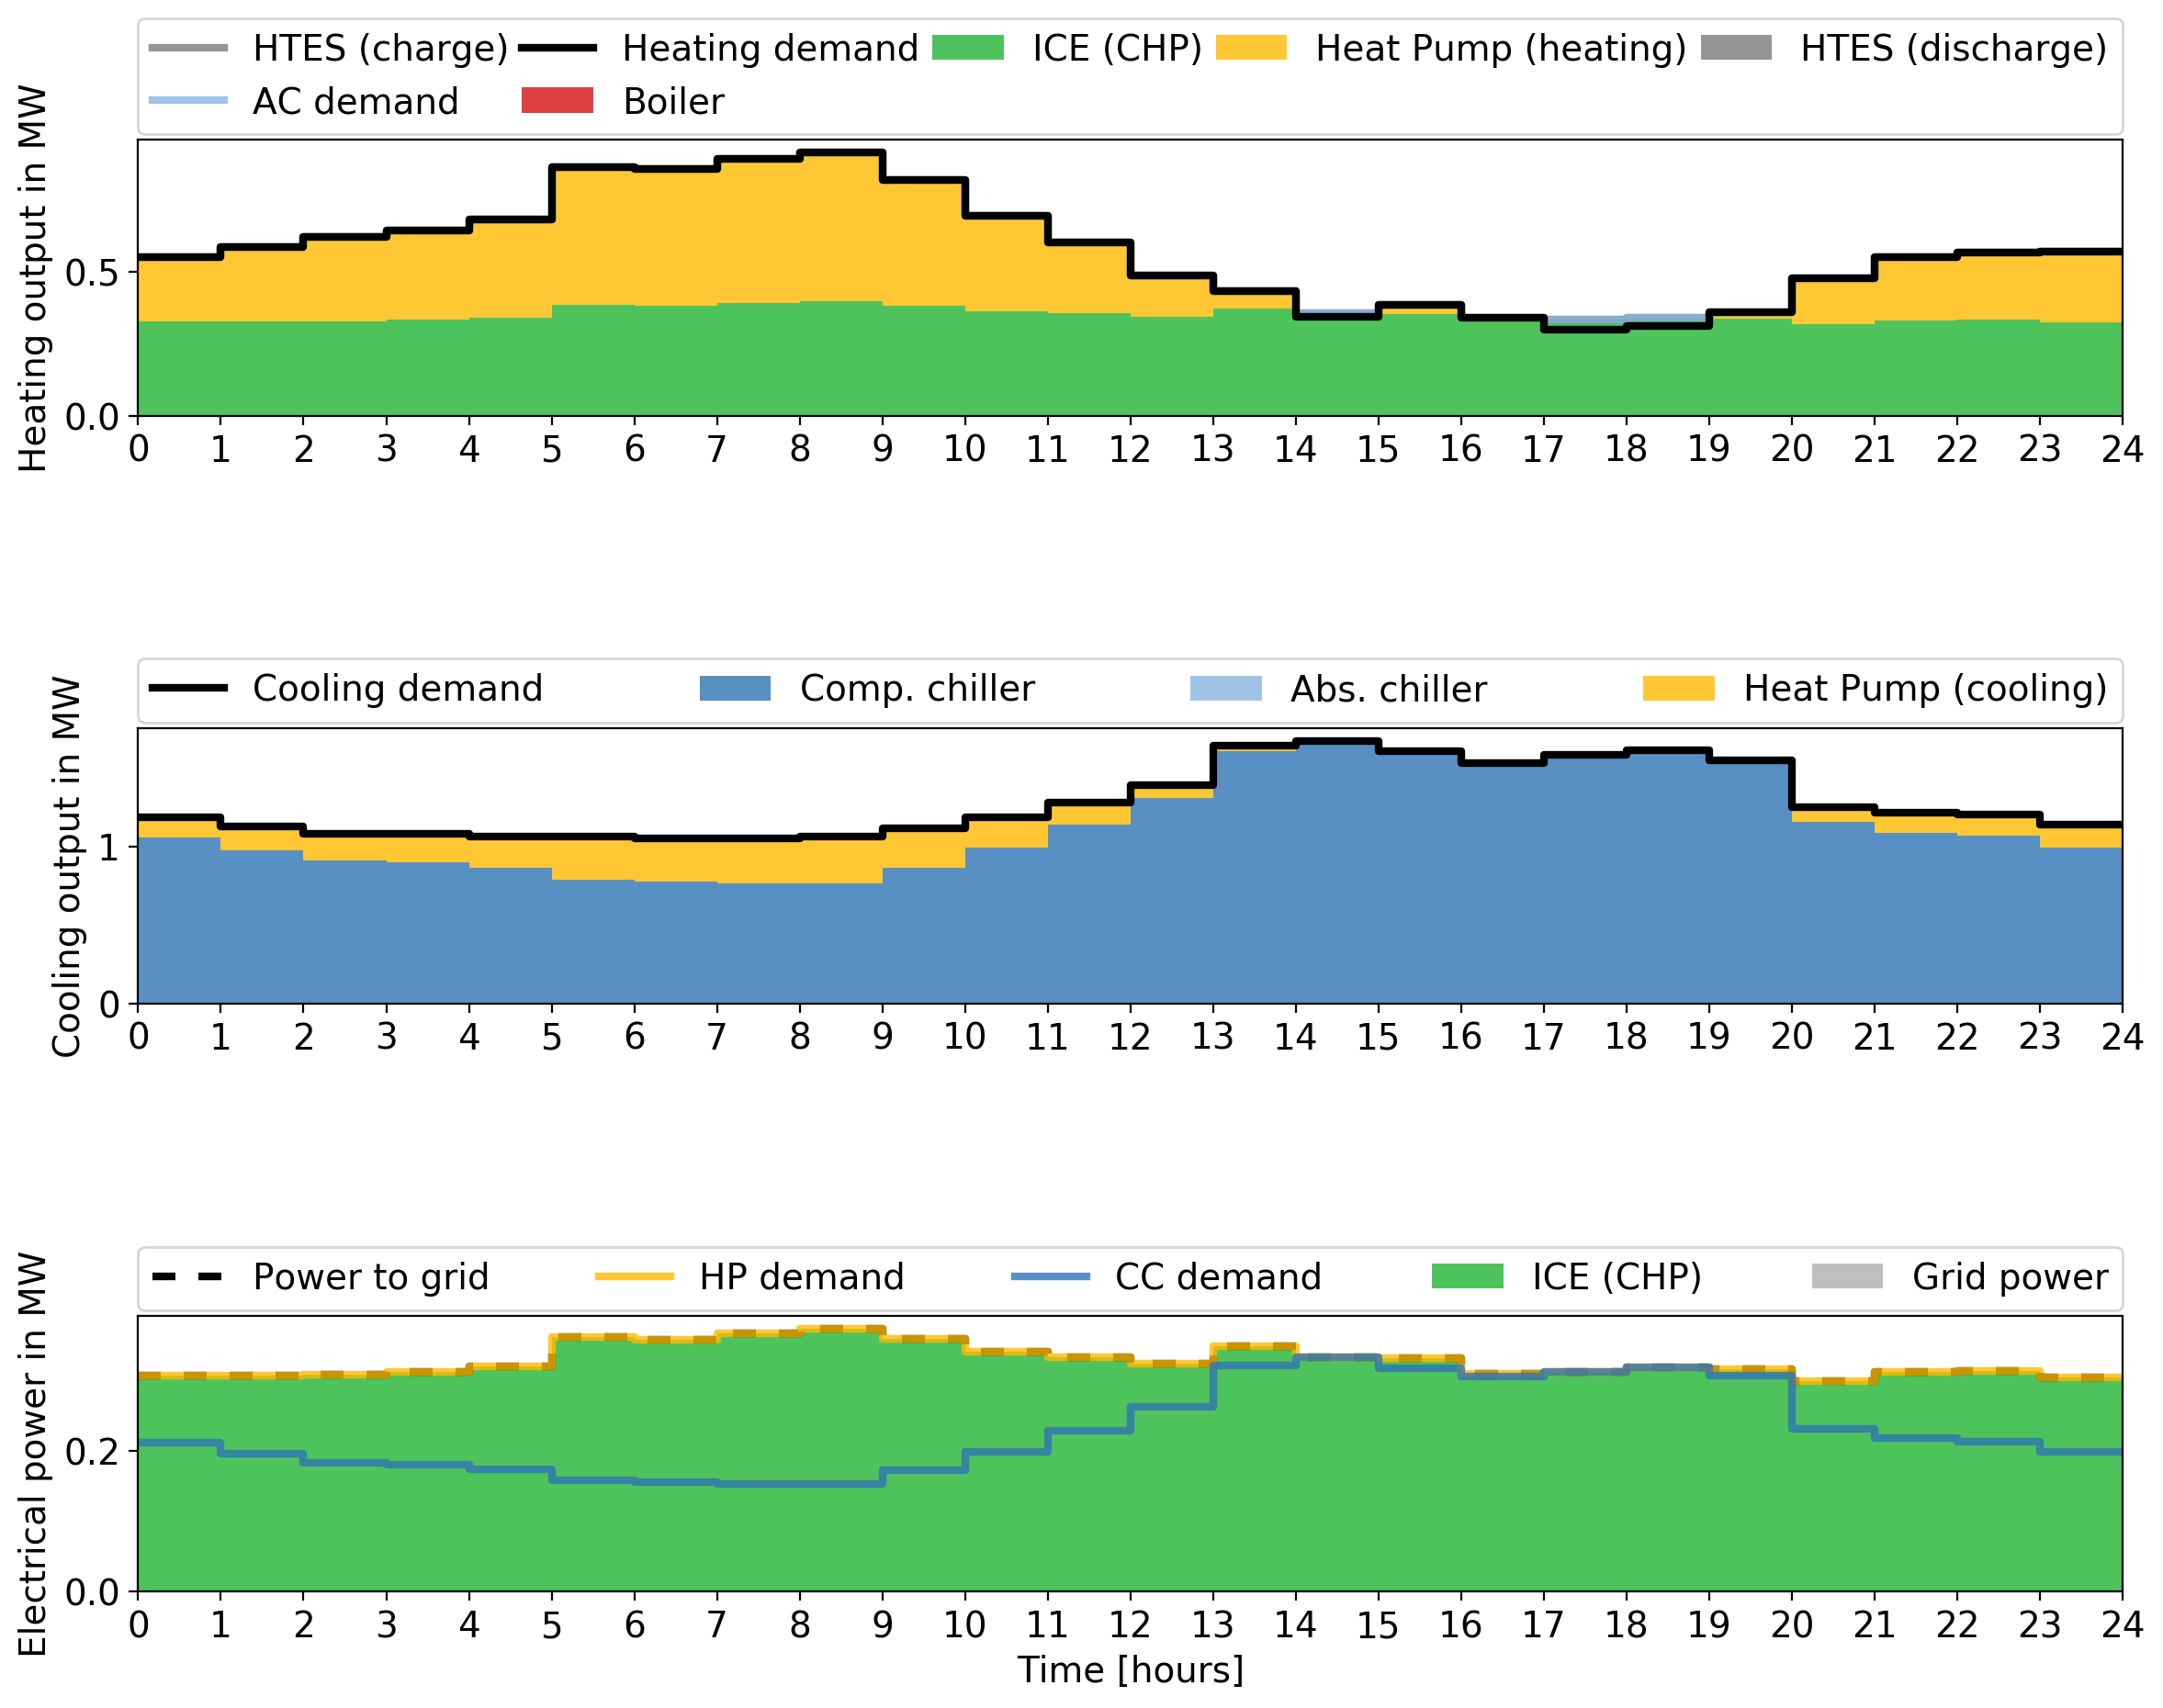 HTES (charge) Heating demand ICE (CHP) Heat Pump (heating) HTES (discharge)
AC demand Boiler
Heating output in MW
0.5
0.0
0 1 2 3 4 5 6 7 8 9 10 11 12 13 14 15 16 17 18 19 20 21 22 23 24
Cooling demand Comp. chiller Abs. chiller Heat Pump (cooling)
Cooling output in MW
1
0
0 1 2 3 4 5 6 7 8 9 10 11 12 13 14 15 16 17 18 19 20 21 22 23 24
Power to grid HP demand CC demand ICE (CHP) Grid power
Electrical power in MW
0.2
0.0
0 1 2 3 4 5 6 7 8 9 10 11 12 13 14 15 16 17 18 19 20 21 22 23 24
Time [hours]